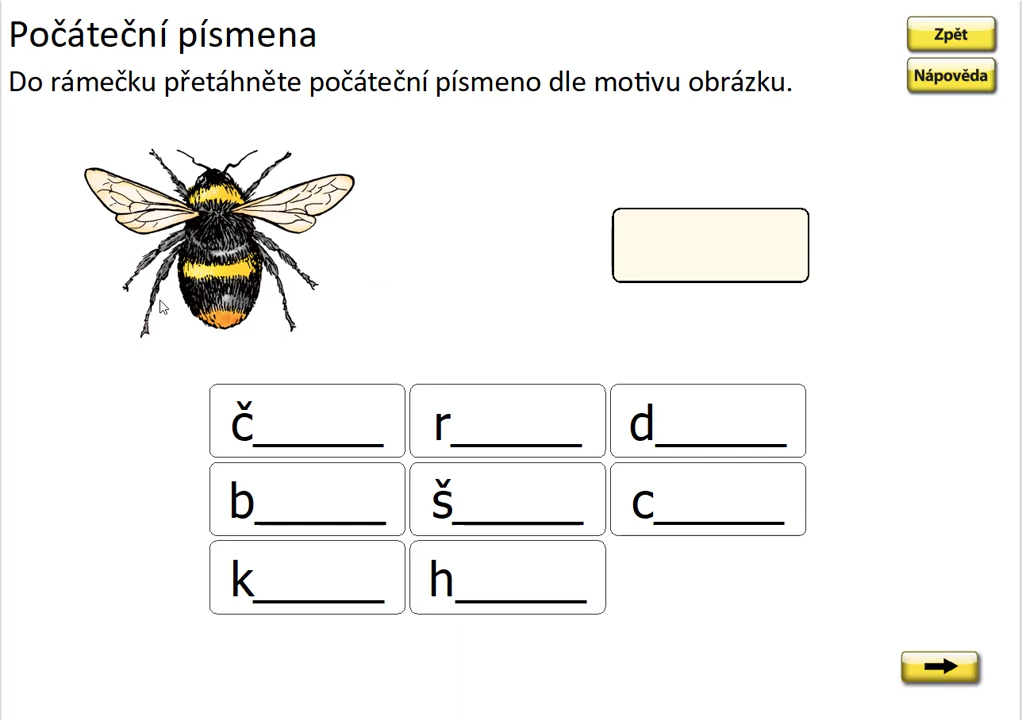 Počáteční písmena
Zpět
Do rámečku přetáhněte počáteční písmeno dle motivu obrázku.
Nápověda
č______ r______ d______
b______ š______ c______
k______ h______